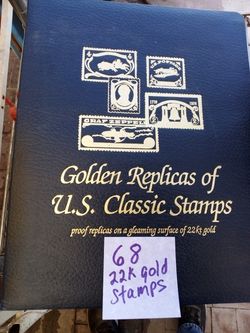 GRAF ZEPPELIN
Golden Replicas of
U.S. Classic Stamps
proof replicas on a gleaming surface of 22kt gold
68
22k gold
Stamps